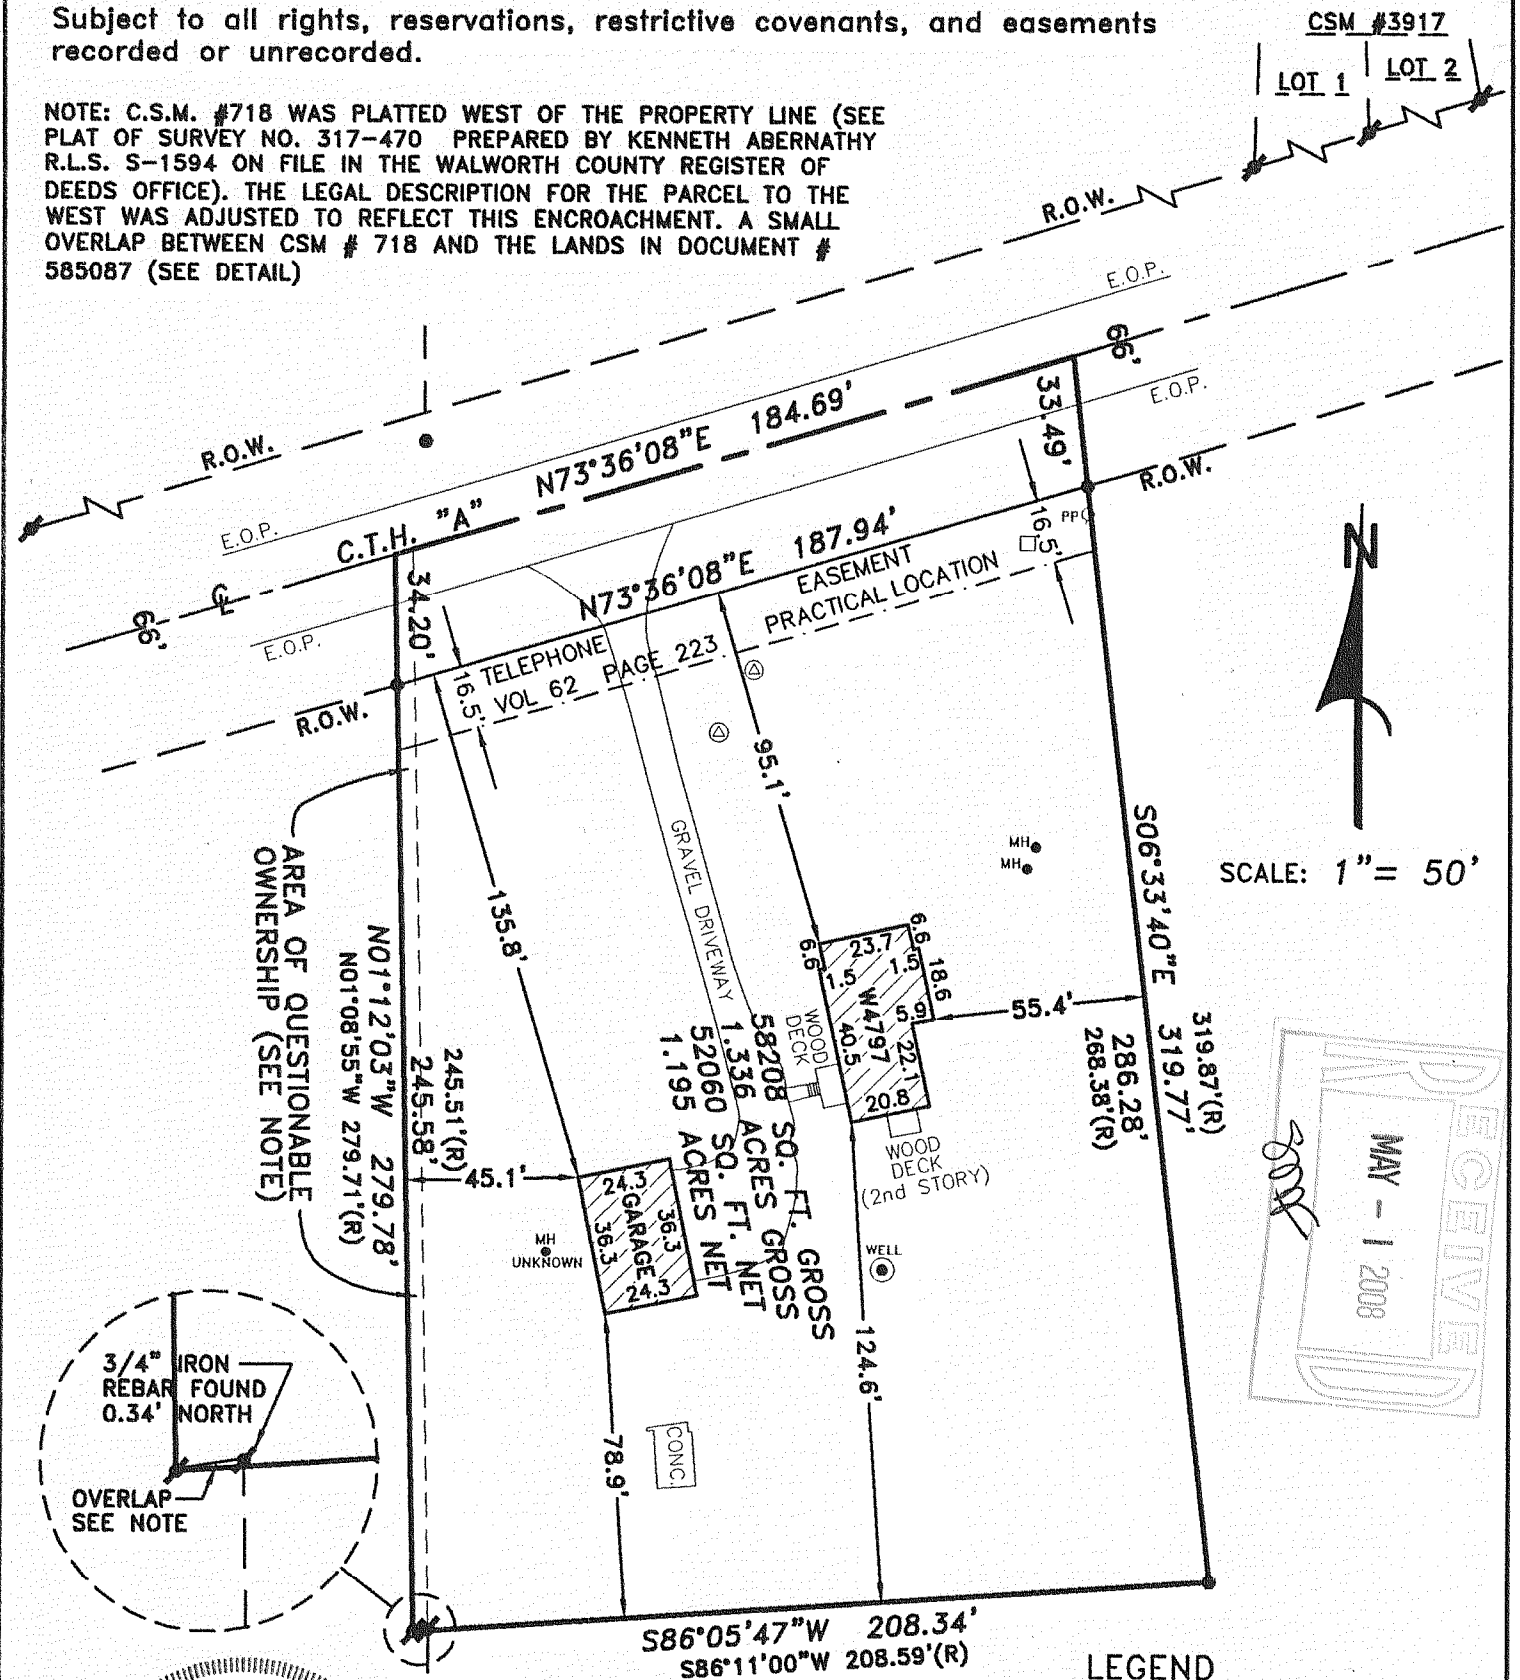 Subject to all rights, reservations, restrictive covenants, and easements
recorded or unrecorded.
CSM #3917
LOT 1
LOT 2
NOTE: C.S.M. #718 WAS PLATTED WEST OF THE PROPERTY LINE (SEE
PLAT OF SURVEY NO. 317-470 PREPARED BY KENNETH ABERNATHY
R.L.S. S-1594 ON FILE IN THE WALWORTH COUNTY REGISTER OF
DEEDS OFFICE). THE LEGAL DESCRIPTION FOR THE PARCEL TO THE
WEST WAS ADJUSTED TO REFLECT THIS ENCROACHMENT. A SMALL
OVERLAP BETWEEN CSM # 718 AND THE LANDS IN DOCUMENT #
585087 (SEE DETAIL)
R.O.W.
E.O.P.
66'
33.49'
E.O.P.
R.O.W.
R.O.W.
E.O.P.
C.T.H. "A"
N73°36'08"E 184.69'
66'
E.O.P.
34.20'
R.O.W.
N73°36'08"E 187.94'
16.5'
PP
TELEPHONE EASEMENT
VOL 62 PAGE 223 PRACTICAL LOCATION
16.5'
95.1'
135.8'
GRAVEL DRIVEWAY
N
SCALE: 1"= 50'
MH
MH
S06°33'40"E 319.77'
319.87'(R)
286.28'
268.38'(R)
AREA OF QUESTIONABLE
OWNERSHIP (SEE NOTE)
N01°12'03"W 279.78'
N01°08'55"W 279.71'(R)
245.51'(R)
245.58'
6.6
23.7
6.6
1.5
1.5
18.6
W4797
5.9
40.5
22.1
20.8
55.4'
WOOD
DECK
WOOD
DECK
(2nd STORY)
58208 SQ. FT. GROSS
1.336 ACRES GROSS
52060 SQ. FT. NET
1.195 ACRES NET
45.1'
24.3
GARAGE
36.3
36.3
24.3
MH
UNKNOWN
WELL
124.6'
78.9'
CONC.
RECEIVED
MAY - 1 2008
3/4" IRON
REBAR FOUND
0.34' NORTH
OVERLAP
SEE NOTE
S86°05'47"W 208.34'
S86°11'00"W 208.59'(R)
LEGEND